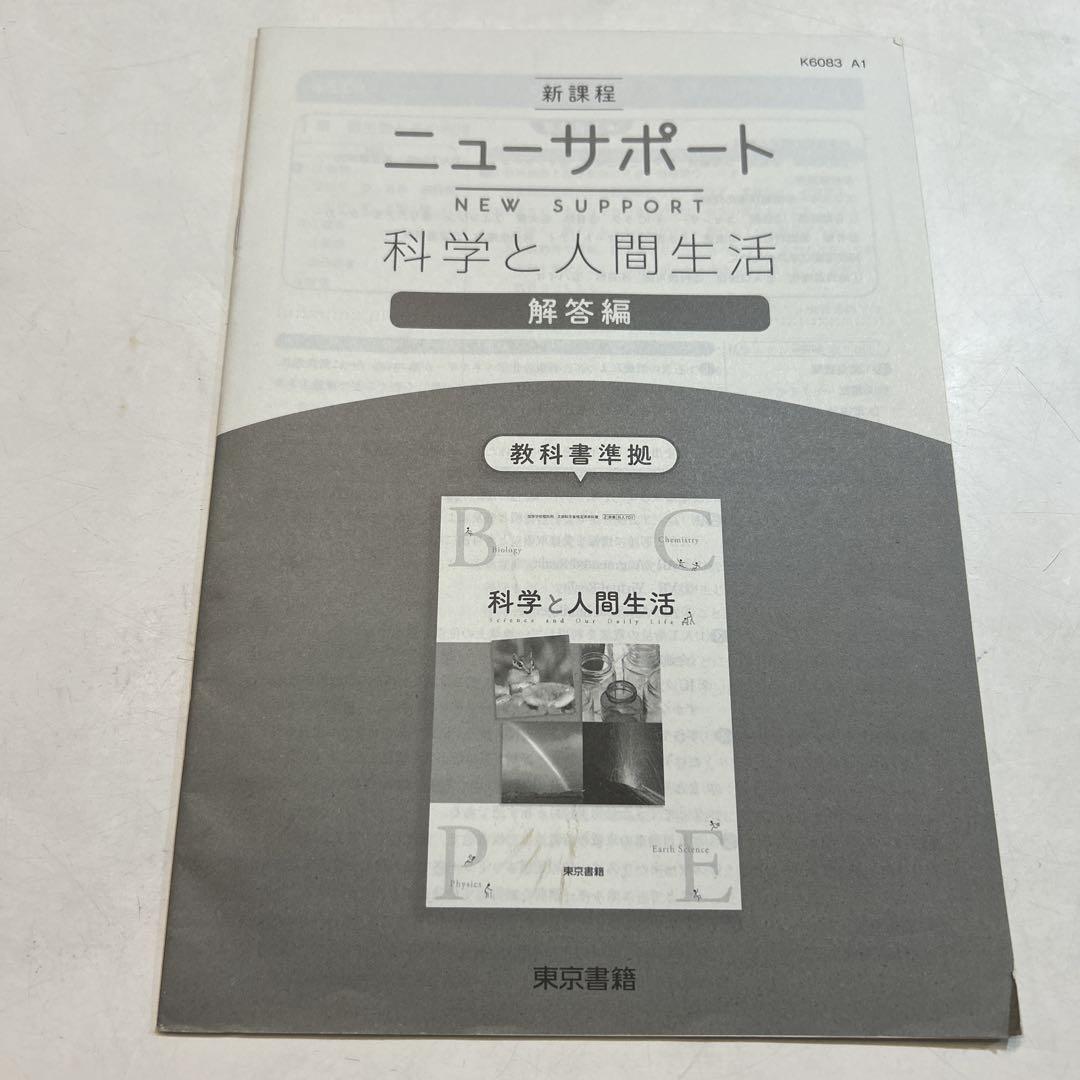 K6083 A1
新課程
ニューサポート
NEW SUPPORT
科学と人間生活
解答編
教科書準拠
B
C
Biology
Chemistry
科学と人間生活
Science and Our Daily Life
P
E
Earth Science
Physics
東京書籍
東京書籍